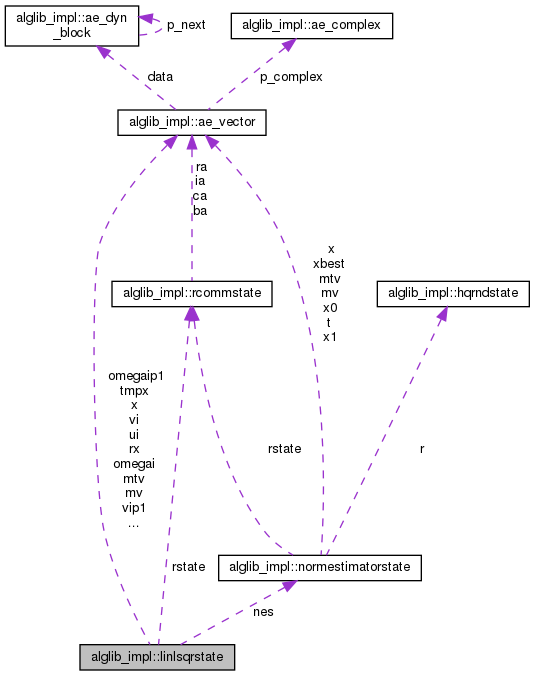 alglib_impl::ae_dyn
_block
p_next
alglib_impl::ae_complex
data
p_complex
alglib_impl::ae_vector
ra
ia
ca
ba
x
xbest
mtv
mv
x0
t
x1
alglib_impl::rcommstate
alglib_impl::hqrndstate
omegaip1
tmpx
x
vi
ui
rx
omegai
mtv
mv
vip1
...
rstate
r
rstate
alglib_impl::normestimatorstate
nes
alglib_impl::linlsqrstate